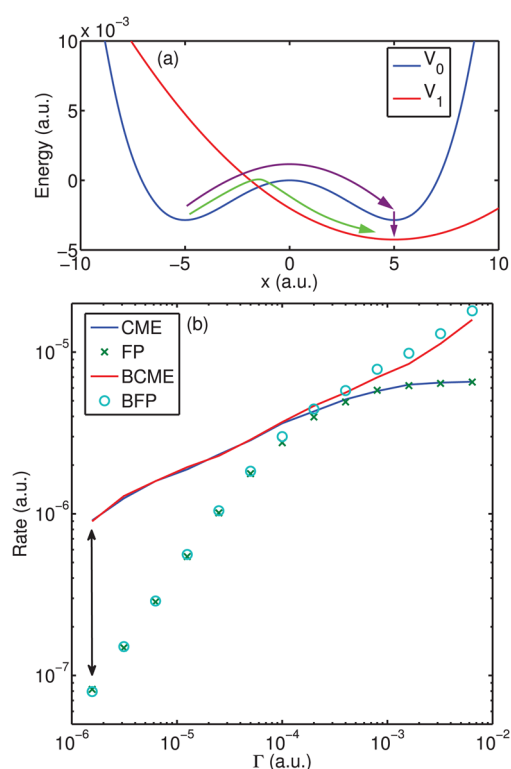 10 × 10⁻³
(a)
V₀
V₁
5
0
−5
Energy (a.u.)
−10 −5 0 5 10
x (a.u.)
(b)
CME
FP
BCME
BFP
10⁻⁵
10⁻⁶
10⁻⁷
Rate (a.u.)
10⁻⁶ 10⁻⁵ 10⁻⁴ 10⁻³ 10⁻²
Γ (a.u.)